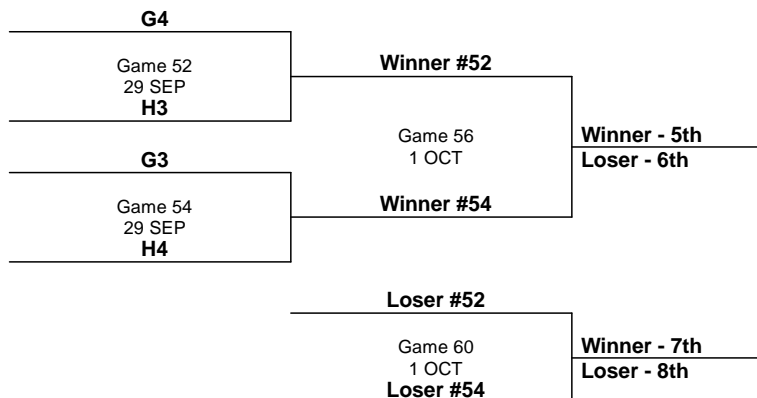 G4
Game 52
29 SEP
H3
Winner #52
Game 56
1 OCT
Winner - 5th
Loser - 6th
G3
Game 54
29 SEP
H4
Winner #54
Loser #52
Game 60
1 OCT
Loser #54
Winner - 7th
Loser - 8th